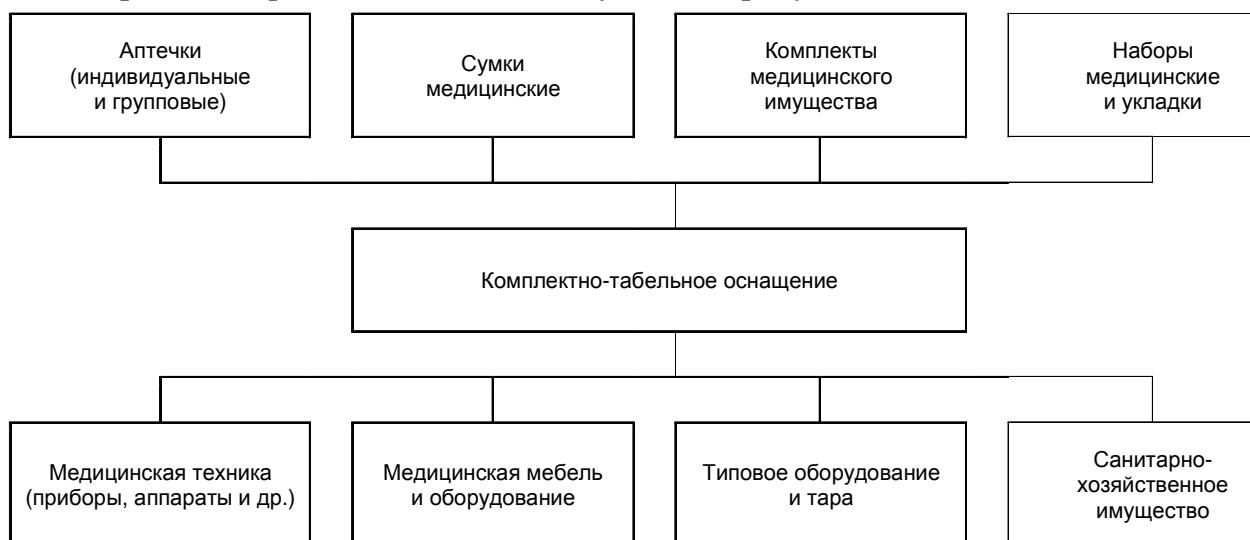 Аптечки
(индивидуальные
и групповые)
Сумки
медицинские
Комплекты
медицинского
имущества
Наборы
медицинские
и укладки
Комплектно-табельное оснащение
Медицинская техника
(приборы, аппараты и др.)
Медицинская мебель
и оборудование
Типовое оборудование
и тара
Санитарно-
хозяйственное
имущество